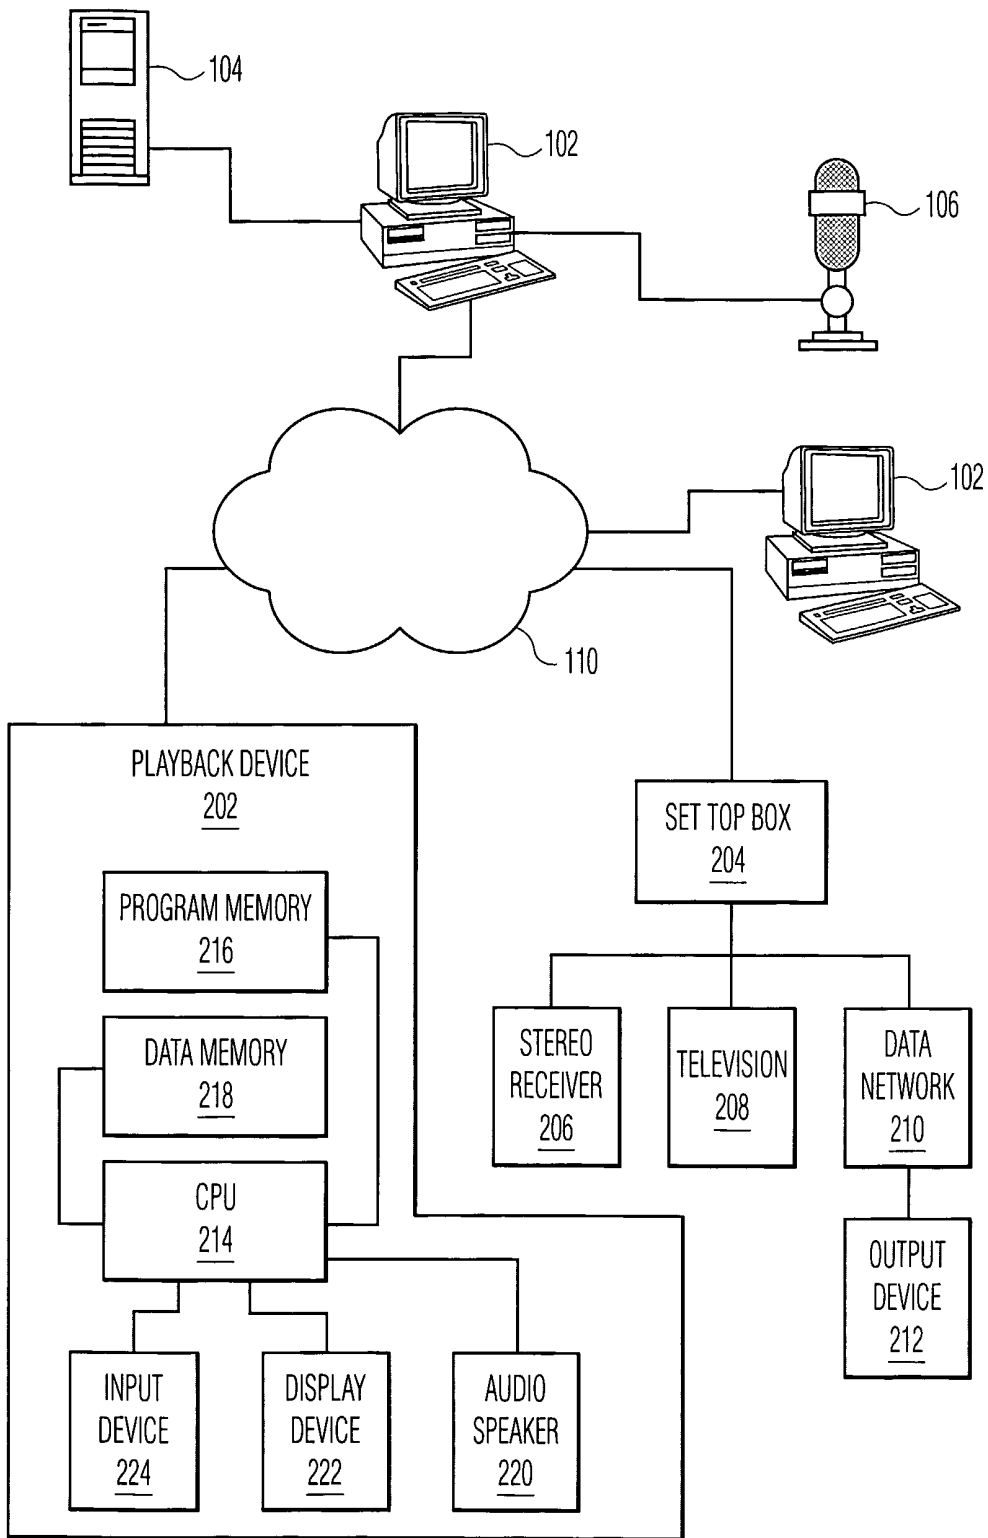 104
102
106
102
110
PLAYBACK DEVICE
202
SET TOP BOX
204
PROGRAM MEMORY
216
DATA MEMORY
218
CPU
214
STEREO
RECEIVER
206
TELEVISION
208
DATA
NETWORK
210
OUTPUT
DEVICE
212
INPUT
DEVICE
224
DISPLAY
DEVICE
222
AUDIO
SPEAKER
220